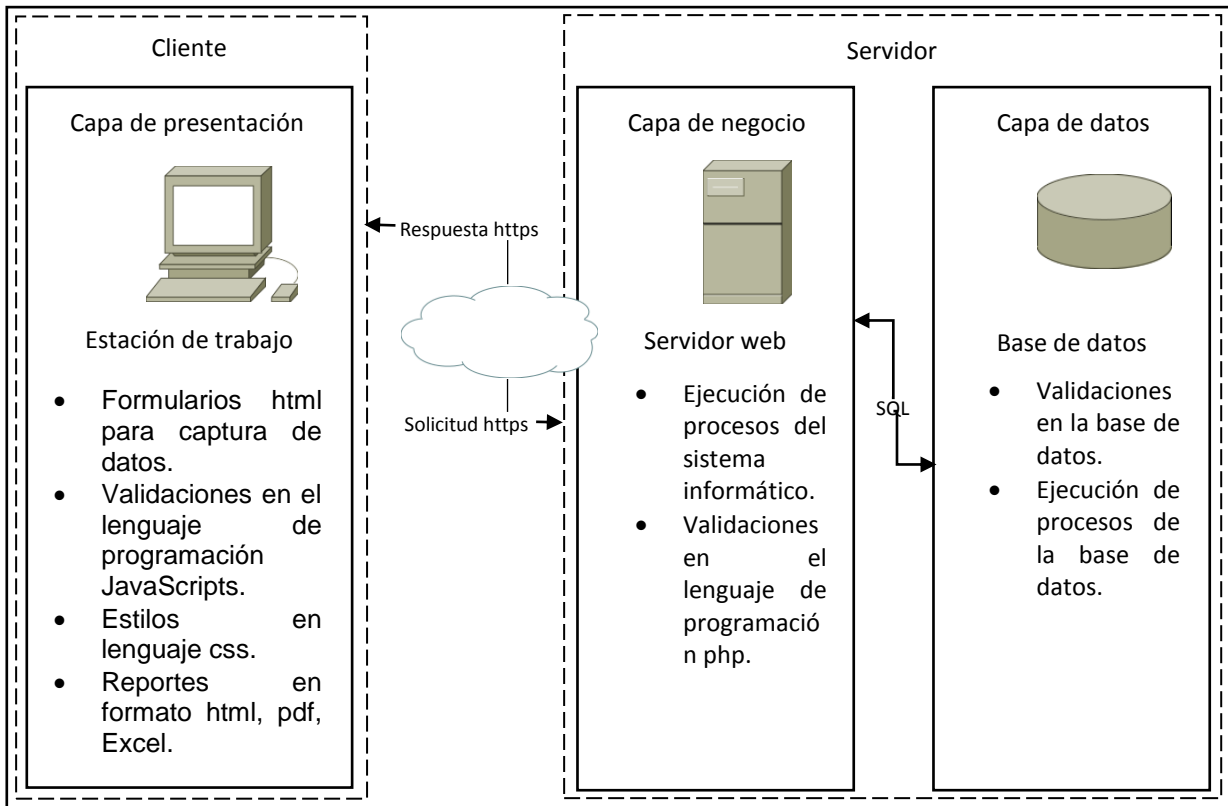 Cliente
Capa de presentación
Estación de trabajo
• Formularios html
para captura de
datos.
• Validaciones en el
lenguaje de
programación
JavaScripts.
• Estilos en
lenguaje css.
• Reportes en
formato html, pdf,
Excel.
Respuesta https
Solicitud https
Servidor
Capa de negocio
Servidor web
• Ejecución de
procesos del
sistema
informático.
• Validaciones
en el
lenguaje de
programació
n php.
SQL
Capa de datos
Base de datos
• Validaciones
en la base de
datos.
• Ejecución de
procesos de
la base de
datos.